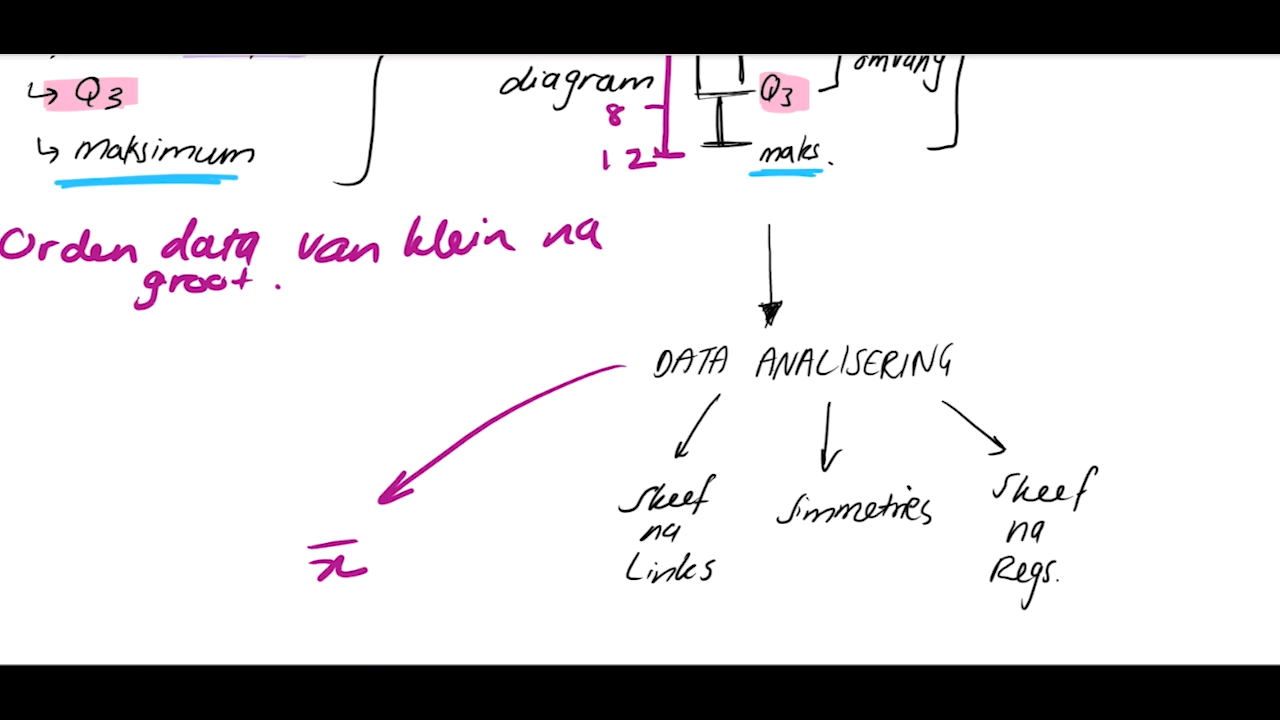 ↳ Q3
↳ maksimum
diagram
8
12
Q3
omvang
maks.
Orden data van klein na
groot.
DATA ANALISERING
x̅
Skeef
na
Links
Simmetries
Skeef
na
Regs.